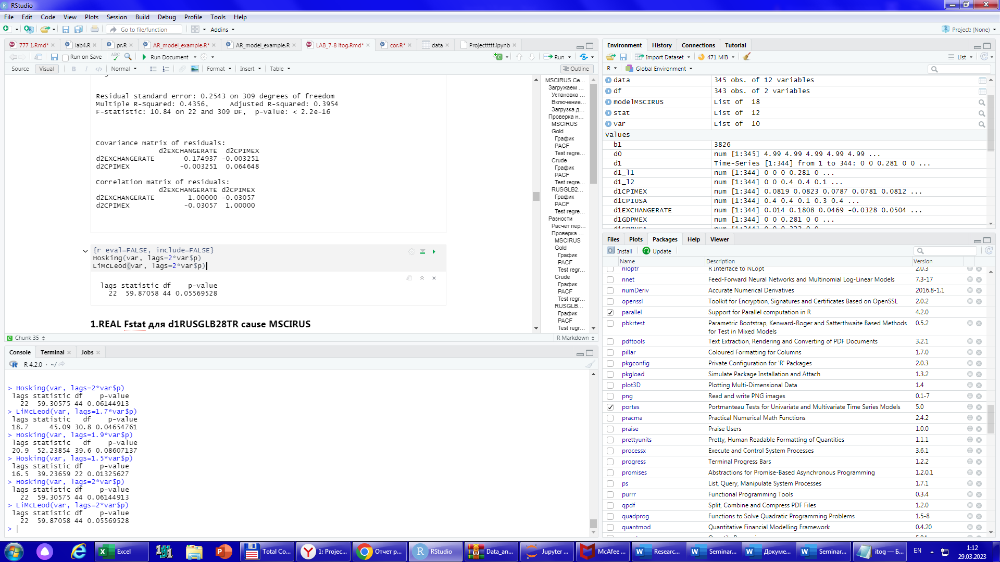 RStudio
File Edit Code View Plots Session Build Debug Profile Tools Help
Go to file/function Addins Project: (None)
777 1.Rmd* lab4.R pr.R AR_model_example.R* AR_model_example.R LAB_7-8 itog.Rmd* cor.R* data Projecttttt.ipynb
Run on Save ABC Run Document Run
Source Visual B I </> Normal Format Insert Table Outline
Residual standard error: 0.2543 on 309 degrees of freedom
Multiple R-Squared: 0.4356, Adjusted R-squared: 0.3954
F-statistic: 10.84 on 22 and 309 DF, p-value: < 2.2e-16
Covariance matrix of residuals:
d2EXCHANGERATE d2CPIMEX
d2EXCHANGERATE 0.174937 -0.003251
d2CPIMEX -0.003251 0.064648
Correlation matrix of residuals:
d2EXCHANGERATE d2CPIMEX
d2EXCHANGERATE 1.00000 -0.03057
d2CPIMEX -0.03057 1.00000
{r eval=FALSE, include=FALSE}
Hosking(var, lags=2*var$p)
LiMcLeod(var, lags=2*var$p)
lags statistic df p-value
22 59.87058 44 0.05569528
1.REAL Fstat для d1RUSGLB28TR cause MSCIRUS
MSCIRUS Ce...
Загружаем
Установка ...
Включение...
Загрузка д...
Проверка н...
MSCIRUS
Gold
График
PACF
Test regre...
Crude
График
PACF
Test regre...
RUSGLB2...
График
PACF
Test regre...
Разности
Расчет пер...
Проверка ...
MSCIRUS
Gold
График
PACF
Test regr...
Crude
График
PACF
Test regr...
RUSGLB...
График
PACF
Test regr...
Chunk 35 R Markdown
Console Terminal Jobs
R 4.2.0 · ~/
> Hosking(var, lags=2*var$p)
lags statistic df p-value
22 59.30575 44 0.06144913
> LiMcLeod(var, lags=1.7*var$p)
lags statistic df p-value
18.7 45.09 30.8 0.04654761
> Hosking(var, lags=1.9*var$p)
lags statistic df p-value
20.9 52.23854 39.6 0.08607137
> Hosking(var, lags=1.5*var$p)
lags statistic df p-value
16.5 39.23659 22 0.01325627
> Hosking(var, lags=2*var$p)
lags statistic df p-value
22 59.30575 44 0.06144913
> LiMcLeod(var, lags=2*var$p)
lags statistic df p-value
22 59.87058 44 0.05569528
>
Environment History Connections Tutorial
Import Dataset 471 MiB List
R Global Environment
data 345 obs. of 12 variables
df 343 obs. of 2 variables
modelMSCIRUS List of 18
stat List of 12
var List of 10
Values
b1 3826
d0 num [1:345] 4.99 4.99 4.99 4.99 4.99 ...
d1 Time-Series [1:344] from 1 to 344: 0 0 0.281 0 0 ...
d1_l1 num [1:344] 0 0 0 0.281 0 ...
d1_l2 num [1:344] 0 0 0.4 0.4 0.1 ...
d1CPIMEX num [1:344] 0.0819 0.0823 0.0787 0.0781 0.0812 ...
d1CPIUSA num [1:344] 0.4 0.4 0.1 0.3 0.4 ...
d1EXCHANGERATE num [1:344] 0.014 0.1808 0.0469 -0.0328 0.0504 ...
d1GDPMEX num [1:344] 0 0 0.281 0 0 ...
Files Plots Packages Help Viewer
Install Update
Name Description Version
nloptr R Interface to NLopt 2.0.3
nnet Feed-Forward Neural Networks and Multinomial Log-Linear Models 7.3-17
numDeriv Accurate Numerical Derivatives 2016.8-1.1
openssl Toolkit for Encryption, Signatures and Certificates Based on OpenSSL 2.0.2
parallel Support for Parallel computation in R 4.2.0
pbkrtest Parametric Bootstrap, Kenward-Roger and Satterthwaite Based Methods for Test in Mixed Models 0.5.2
pdftools Text Extraction, Rendering and Converting of PDF Documents 3.2.1
pillar Coloured Formatting for Columns 1.7.0
pkgconfig Private Configuration for 'R' Packages 2.0.3
pkgload Simulate Package Installation and Attach 1.3.2
plot3D Plotting Multi-Dimensional Data 1.4
png Read and write PNG images 0.1-7
portes Portmanteau Tests for Univariate and Multivariate Time Series Models 5.0
pracma Practical Numerical Math Functions 2.4.2
praise Praise Users 1.0.0
prettyunits Pretty, Human Readable Formatting of Quantities 1.1.1
processx Execute and Control System Processes 3.6.1
progress Terminal Progress Bars 1.2.2
promises Abstractions for Promise-Based Asynchronous Programming 1.2.0.1
ps List, Query, Manipulate System Processes 1.7.1
purrr Functional Programming Tools 0.3.4
qpdf Split, Combine and Compress PDF Files 1.2.0
quadprog Functions to Solve Quadratic Programming Problems 1.5-8
quantmod Quantitative Financial Modelling Framework 0.4.20
Excel Total Co... 1: Projec... Отчет р... RStudio Data_an... Jupyter ... McAfee ... Researc... Seminar... Докуме... Seminar... itog — Б... EN 1:12
29.03.2023